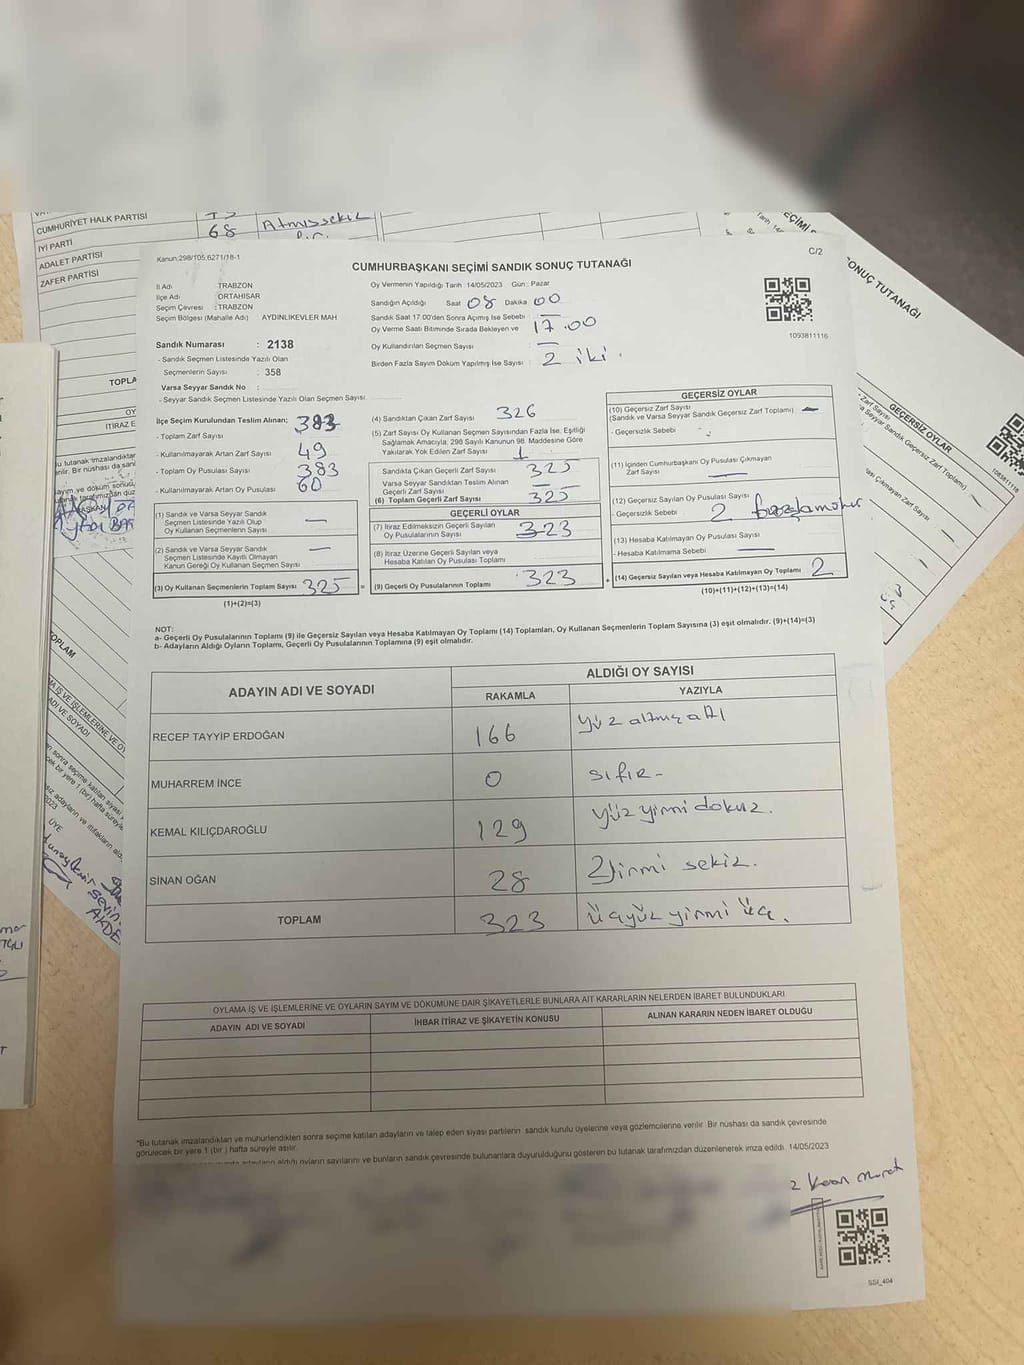 CUMHURİYET HALK PARTİSİ
İYİ PARTİ 68 Atmışsekiz
ADALET PARTİSİ
ZAFER PARTİSİ
Kanun:298/105,6271/18-1
C/2
CUMHURBAŞKANI SEÇİMİ SANDIK SONUÇ TUTANAĞI
İl Adı : TRABZON
İlçe Adı : ORTAHİSAR
Seçim Çevresi : TRABZON
Seçim Bölgesi (Mahalle Adı) AYDINLIKEVLER MAH
Oy Vermenin Yapıldığı Tarih :14/05/2023 Gün : Pazar
Sandığın Açıldığı Saat 08 Dakika 00
Sandık Saat 17.00'den Sonra Açılmış İse Sebebi : —
Oy Verme Saati Bitiminde Sırada Bekleyen ve 17.00
Oy Kullandırılan Seçmen Sayısı : —
Birden Fazla Sayım Döküm Yapılmış İse Sayısı : 2 iki.
1093811116
Sandık Numarası : 2138
- Sandık Seçmen Listesinde Yazılı Olan
Seçmenlerin Sayısı : 358
Varsa Seyyar Sandık No :
- Seyyar Sandık Seçmen Listesinde Yazılı Olan Seçmen Sayısı :
İlçe Seçim Kurulundan Teslim Alınan;
- Toplam Zarf Sayısı : 383
- Kullanılmayarak Artan Zarf Sayısı : 49
- Toplam Oy Pusulası Sayısı : 383
- Kullanılmayarak Artan Oy Pusulası : 60
(1) Sandık ve Varsa Seyyar Sandık
Seçmen Listesinde Yazılı Olup
Oy Kullanan Seçmenlerin Sayısı —
(2) Sandık ve Varsa Seyyar Sandık
Seçmen Listesinde Kayıtlı Olmayan
Kanun Gereği Oy Kullanan Seçmen Sayısı —
(3) Oy Kullanan Seçmenlerin Toplam Sayısı 325
(1)+(2)=(3)
(4) Sandıktan Çıkan Zarf Sayısı 326
(5) Zarf Sayısı Oy Kullanan Seçmen Sayısından Fazla İse, Eşitliği
Sağlamak Amacıyla, 298 Sayılı Kanunun 98. Maddesine Göre
Yakılarak Yok Edilen Zarf Sayısı 1
Sandıkta Çıkan Geçerli Zarf Sayısı 325
Varsa Seyyar Sandıktan Teslim Alınan
Geçerli Zarf Sayısı —
(6) Toplam Geçerli Zarf Sayısı 325
GEÇERLİ OYLAR
(7) İtiraz Edilmeksizin Geçerli Sayılan
Oy Pusulalarının Sayısı 323
(8) İtiraz Üzerine Geçerli Sayılan veya
Hesaba Katılan Oy Pusulası Toplamı
(9) Geçerli Oy Pusulalarının Toplamı 323
GEÇERSİZ OYLAR
(10) Geçersiz Zarf Sayısı
(Sandık ve Varsa Seyyar Sandık Geçersiz Zarf Toplamı) —
- Geçersizlik Sebebi :
(11) İçinden Cumhurbaşkanı Oy Pusulası Çıkmayan
Zarf Sayısı —
(12) Geçersiz Sayılan Oy Pusulası Sayısı
- Geçersizlik Sebebi 2
(13) Hesaba Katılmayan Oy Pusulası Sayısı
- Hesaba Katılmama Sebebi —
(14) Geçersiz Sayılan veya Hesaba Katılmayan Oy Toplamı 2
(10)+(11)+(12)+(13)=(14)
NOT:
a- Geçerli Oy Pusulalarının Toplamı (9) ile Geçersiz Sayılan veya Hesaba Katılmayan Oy Toplamı (14) Toplamları, Oy Kullanan Seçmenlerin Toplam Sayısına (3) eşit olmalıdır. (9)+(14)=(3)
b- Adayların Aldığı Oyların Toplamı, Geçerli Oy Pusulalarının Toplamına (9) eşit olmalıdır.
ADAYIN ADI VE SOYADI
ALDIĞI OY SAYISI
RAKAMLA YAZIYLA
RECEP TAYYİP ERDOĞAN 166 yüz altmış altı
MUHARREM İNCE 0 sıfır-
KEMAL KILIÇDAROĞLU 129 yüz yirmi dokuz.
SİNAN OĞAN 28 Yirmi sekiz.
TOPLAM 323 üçyüz yirmi üç.
OYLAMA İŞ VE İŞLEMLERİNE VE OYLARIN SAYIM VE DÖKÜMÜNE DAİR ŞİKAYETLERLE BUNLARA AİT KARARLARIN NELERDEN İBARET BULUNDUKLARI
ADAYIN ADI VE SOYADI İHBAR İTİRAZ VE ŞİKAYETİN KONUSU ALINAN KARARIN NEDEN İBARET OLDUĞU
*Bu tutanak imzalandıktan ve mühürlendikten sonra seçime katılan adayların ve talep eden siyasi partilerin sandık kurulu üyelerine veya gözlemcilerine verilir. Bir nüshası da sandık çevresinde
görülecek bir yere 1 (bir) hafta süreyle asılır.
aldığı oyların sayılarını ve bunların sandık çevresinde bulunanlara duyurulduğunu gösteren bu tutanak tarafımızdan düzenlenerek imza edildi. 14/05/2023
SSİ_404